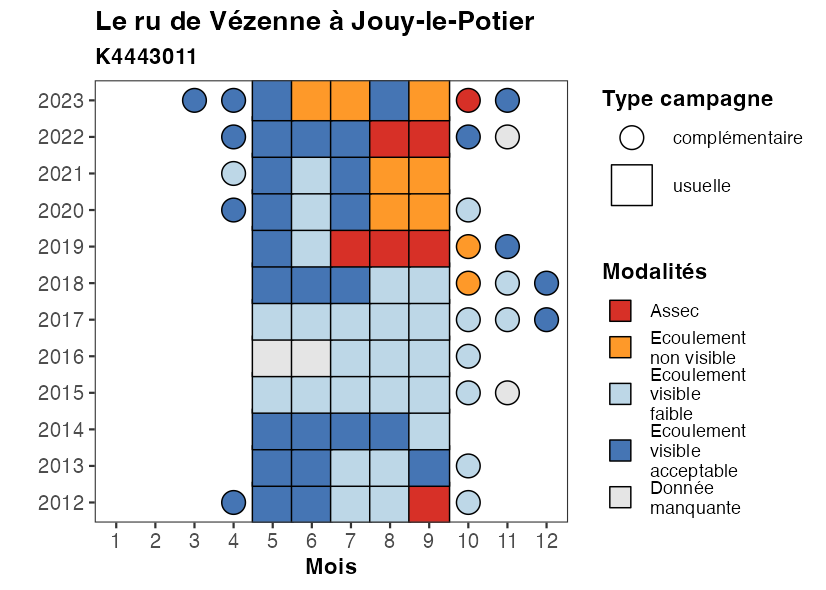 Le ru de Vézenne à Jouy-le-Potier
K4443011
2023
2022
2021
2020
2019
2018
2017
2016
2015
2014
2013
2012
1 2 3 4 5 6 7 8 9 10 11 12
Mois
Type campagne
complémentaire
usuelle
Modalités
Assec
Ecoulement
non visible
Ecoulement
visible
faible
Ecoulement
visible
acceptable
Donnée
manquante